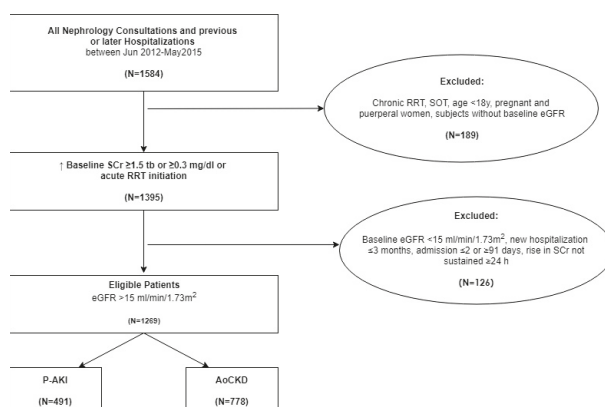 All Nephrology Consultations and previous
or later Hospitalizations
between Jun 2012-May2015
(N=1584)
Excluded:
Chronic RRT, SOT, age <18y, pregnant and
puerperal women, subjects without baseline eGFR
(N=189)
↑ Baseline SCr ≥1.5 tb or ≥0.3 mg/dl or
acute RRT initiation
(N=1395)
Excluded:
Baseline eGFR <15 ml/min/1.73m², new hospitalization
≤3 months, admission ≤2 or ≥91 days, rise in SCr not
sustained ≥24 h
(N=126)
Eligible Patients
eGFR >15 ml/min/1.73m²
(N=1269)
P-AKI
(N=491)
AoCKD
(N=778)